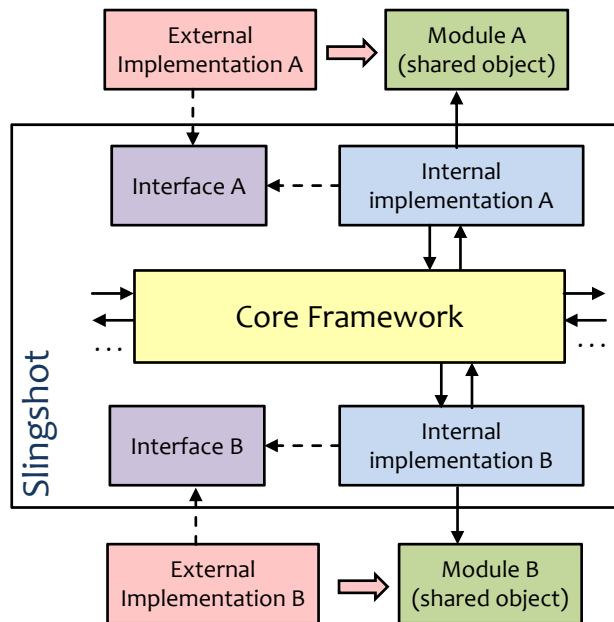 External
Implementation A
Module A
(shared object)
Interface A
Internal
implementation A
Core Framework
...
...
Slingshot
Interface B
Internal
implementation B
External
Implementation B
Module B
(shared object)